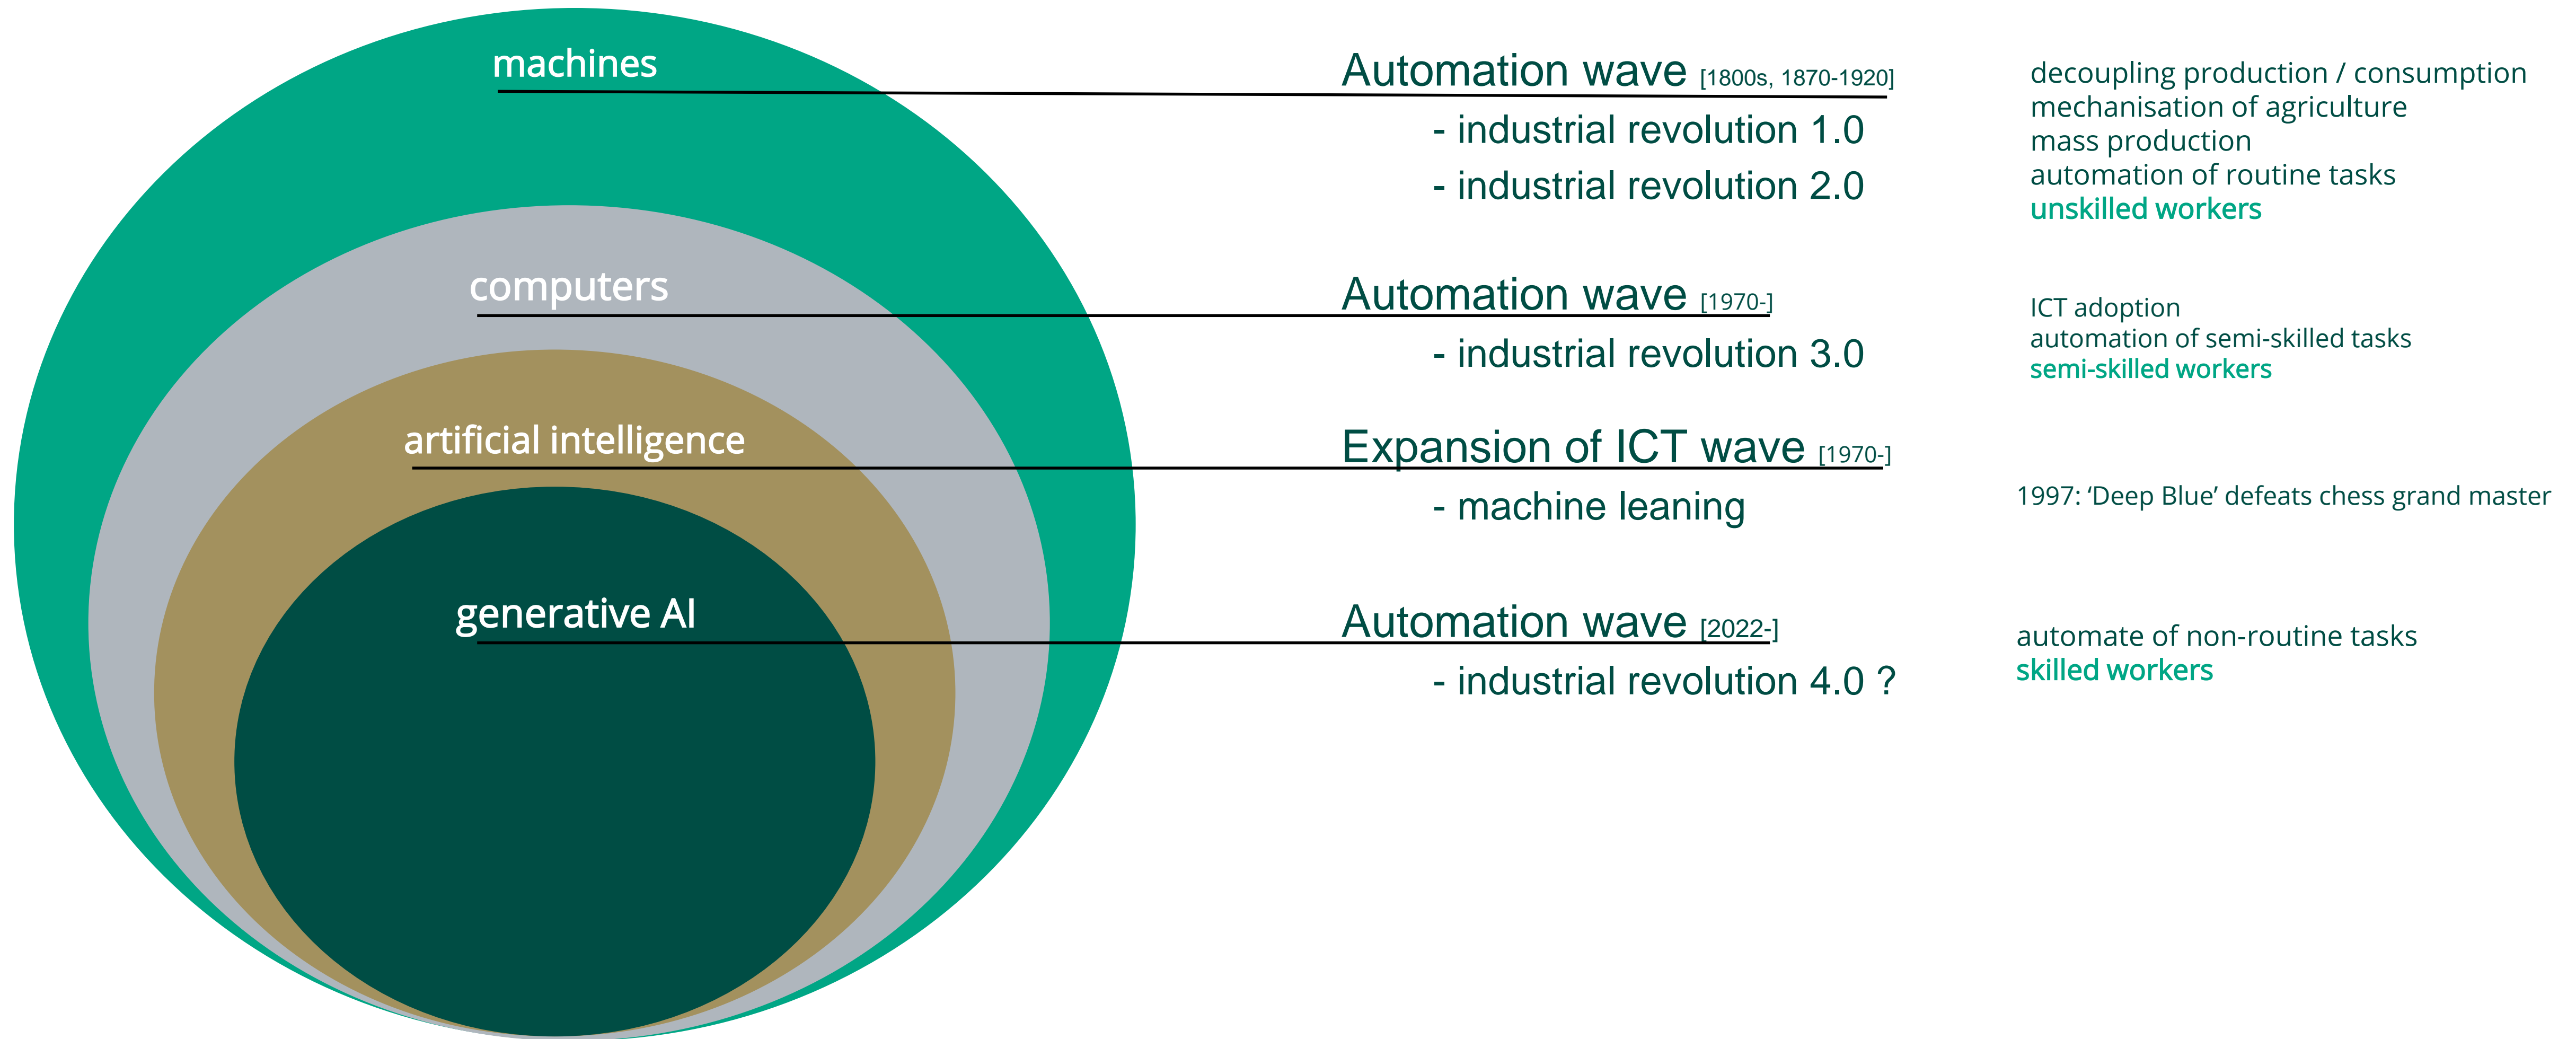 machines
Automation wave [1800s, 1870-1920]
- industrial revolution 1.0
- industrial revolution 2.0
decoupling production / consumption
mechanisation of agriculture
mass production
automation of routine tasks
unskilled workers
computers
Automation wave [1970-]
- industrial revolution 3.0
ICT adoption
automation of semi-skilled tasks
semi-skilled workers
artificial intelligence
Expansion of ICT wave [1970-]
- machine leaning
1997: ‘Deep Blue’ defeats chess grand master
generative AI
Automation wave [2022-]
- industrial revolution 4.0 ?
automate of non-routine tasks
skilled workers